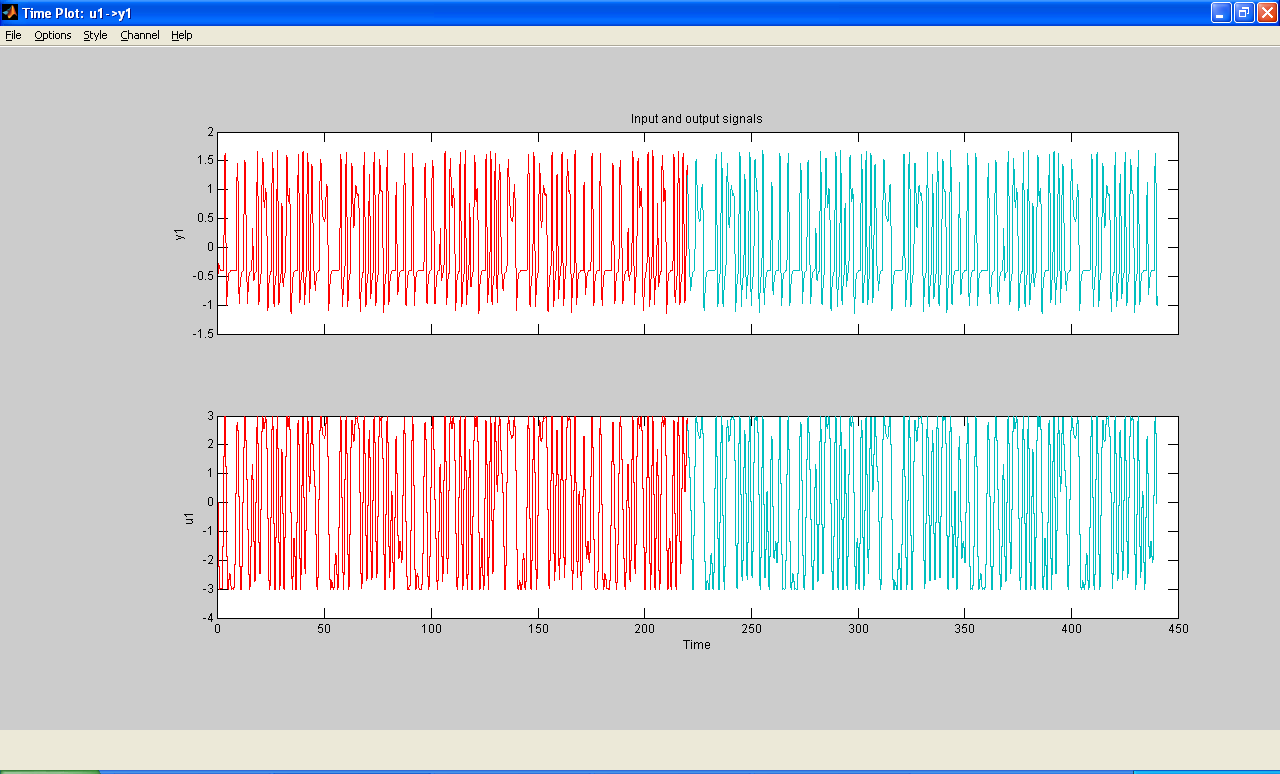 Time Plot: u1->y1
File Options Style Channel Help
Input and output signals
2
1.5
1
0.5
0
-0.5
-1
-1.5
y1
3
2
1
0
-1
-2
-3
-4
u1
0 50 100 150 200 250 300 350 400 450
Time